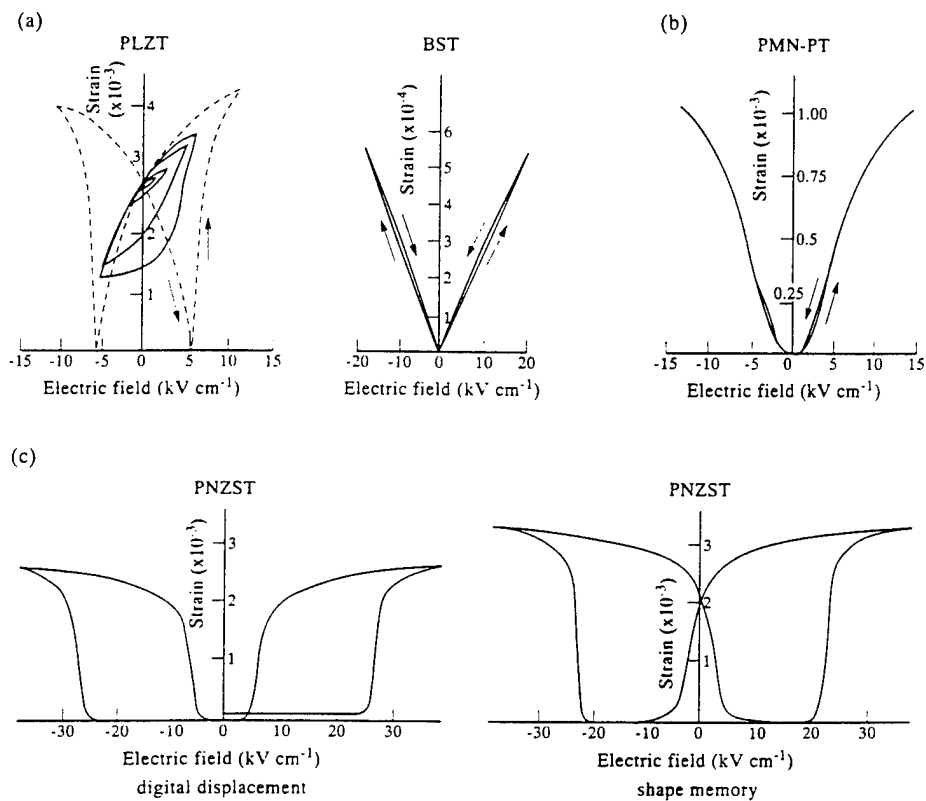 (a)
PLZT
Strain
(x10⁻³)
4
3
2
1
-15 -10 -5 0 5 10 15
Electric field (kV cm⁻¹)
BST
Strain (x10⁻⁴)
6
5
4
3
2
1
-20 -10 0 10 20
Electric field (kV cm⁻¹)
(b)
PMN-PT
Strain (x10⁻³)
1.00
0.75
0.5
0.25
-15 -10 -5 0 5 10 15
Electric field (kV cm⁻¹)
(c)
PNZST
Strain (x10⁻³)
3
2
1
-30 -20 -10 0 10 20 30
Electric field (kV cm⁻¹)
digital displacement
PNZST
Strain (x10⁻³)
3
2
1
-30 -20 -10 0 10 20 30
Electric field (kV cm⁻¹)
shape memory